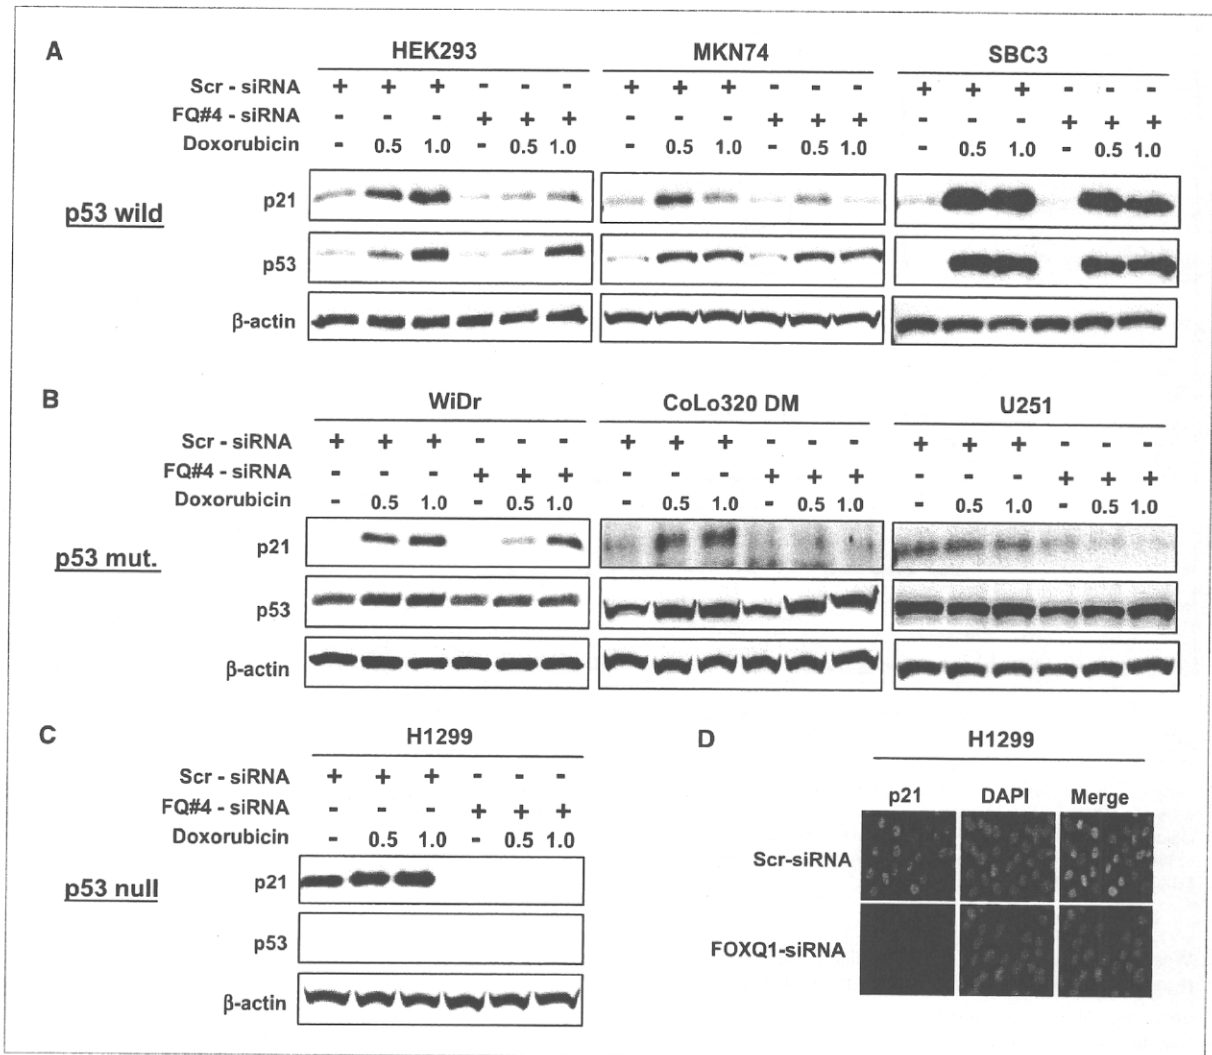 A
HEK293 MKN74 SBC3
Scr - siRNA + + + - - - + + + - - - + + + - - -
FQ#4 - siRNA - - - + + + - - - + + + - - - + + +
Doxorubicin - 0.5 1.0 - 0.5 1.0 - 0.5 1.0 - 0.5 1.0 - 0.5 1.0 - 0.5 1.0
p53 wild
p21
p53
β-actin
B
WiDr CoLo320 DM U251
Scr - siRNA + + + - - - + + + - - - + + + - - -
FQ#4 - siRNA - - - + + + - - - + + + - - - + + +
Doxorubicin - 0.5 1.0 - 0.5 1.0 - 0.5 1.0 - 0.5 1.0 - 0.5 1.0 - 0.5 1.0
p53 mut.
p21
p53
β-actin
C
H1299
Scr - siRNA + + + - - -
FQ#4 - siRNA - - - + + +
Doxorubicin - 0.5 1.0 - 0.5 1.0
p53 null
p21
p53
β-actin
D
H1299
p21 DAPI Merge
Scr-siRNA
FOXQ1-siRNA